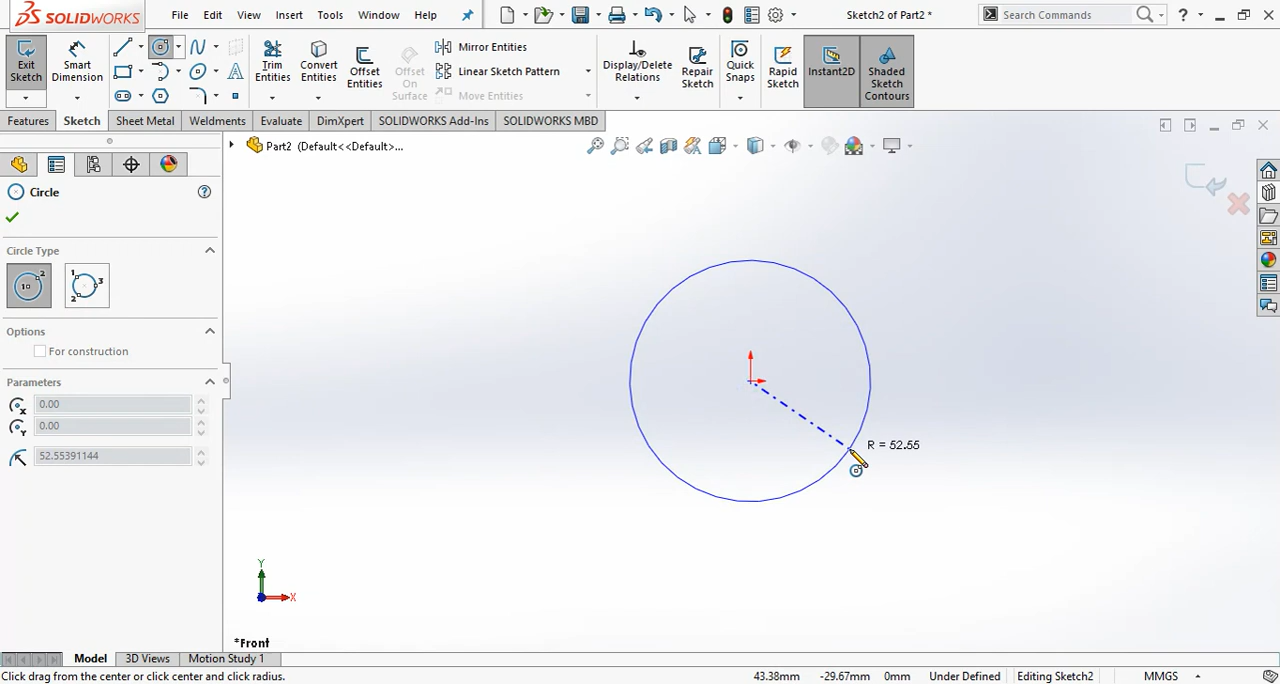 SOLIDWORKS File Edit View Insert Tools Window Help Sketch2 of Part2 * Search Commands ?
Exit Sketch
Smart Dimension
Trim Entities
Convert Entities
Offset Entities
Offset On Surface
Mirror Entities
Linear Sketch Pattern
Move Entities
Display/Delete Relations
Repair Sketch
Quick Snaps
Rapid Sketch
Instant2D
Shaded Sketch Contours
Features Sketch Sheet Metal Weldments Evaluate DimXpert SOLIDWORKS Add-Ins SOLIDWORKS MBD
Part2 (Default<<Default>...
Circle
Circle Type
Options
For construction
Parameters
0.00
0.00
52.55391144
R = 52.55
Y
X
*Front
Model 3D Views Motion Study 1
Click drag from the center or click center and click radius. 43.38mm -29.67mm 0mm Under Defined Editing Sketch2 MMGS